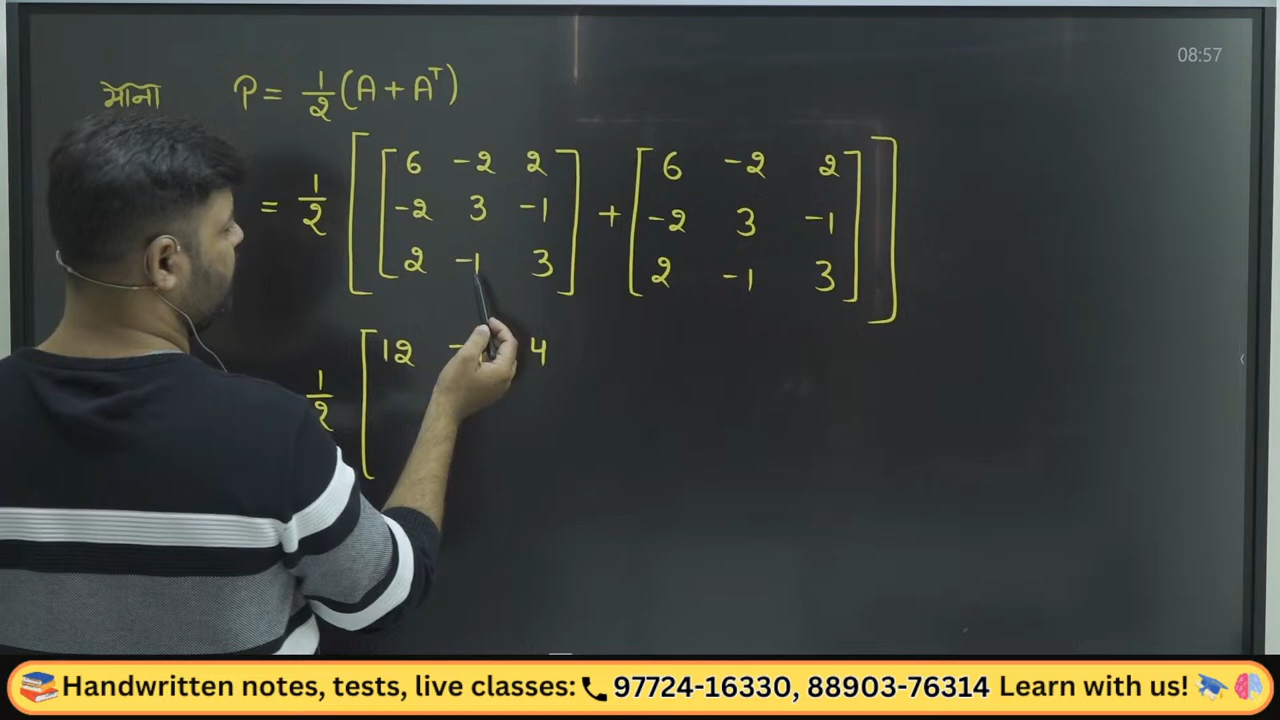 08:57
माना P = 1/2 (A + Aᵀ)
= 1/2 [ [6 -2 2; -2 3 -1; 2 -1 3] + [6 -2 2; -2 3 -1; 2 -1 3] ]
1/2 [ 12 - 4
Handwritten notes, tests, live classes: 97724-16330, 88903-76314 Learn with us!